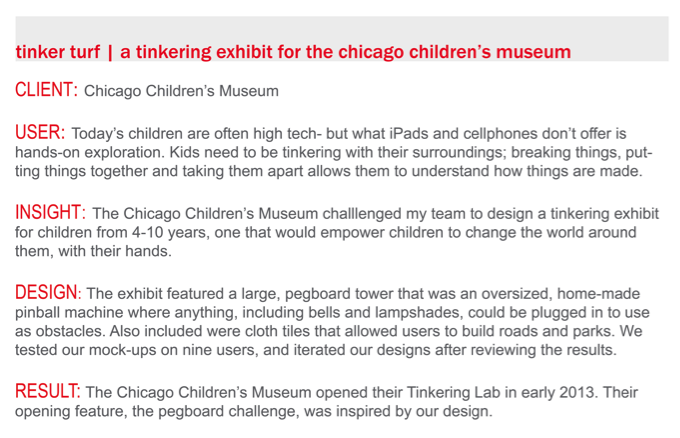 tinker turf | a tinkering exhibit for the chicago children's museum
CLIENT: Chicago Children's Museum
USER: Today's children are often high tech- but what iPads and cellphones don't offer is
hands-on exploration. Kids need to be tinkering with their surroundings; breaking things, put-
ting things together and taking them apart allows them to understand how things are made.
INSIGHT: The Chicago Children's Museum challlenged my team to design a tinkering exhibit
for children from 4-10 years, one that would empower children to change the world around
them, with their hands.
DESIGN: The exhibit featured a large, pegboard tower that was an oversized, home-made
pinball machine where anything, including bells and lampshades, could be plugged in to use
as obstacles. Also included were cloth tiles that allowed users to build roads and parks. We
tested our mock-ups on nine users, and iterated our designs after reviewing the results.
RESULT: The Chicago Children's Museum opened their Tinkering Lab in early 2013. Their
opening feature, the pegboard challenge, was inspired by our design.